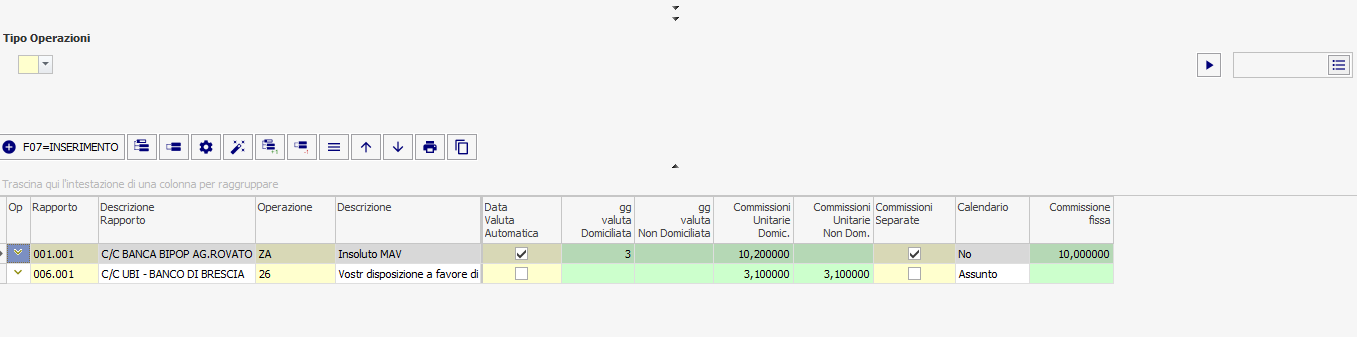 Tipo Operazioni
F07=INSERIMENTO
Trascina qui l'intestazione di una colonna per raggruppare
Op Rapporto Descrizione Rapporto Operazione Descrizione Data Valuta Automatica gg valuta Domiciliata gg valuta Non Domiciliata Commissioni Unitarie Domic. Commissioni Unitarie Non Dom. Commissioni Separate Calendario Commissione fissa
001.001 C/C BANCA BIPOP AG.ROVATO ZA Insoluto MAV 3 10,200000 No 10,000000
006.001 C/C UBI - BANCO DI BRESCIA 26 Vostr disposizione a favore di 3,100000 3,100000 Assunto